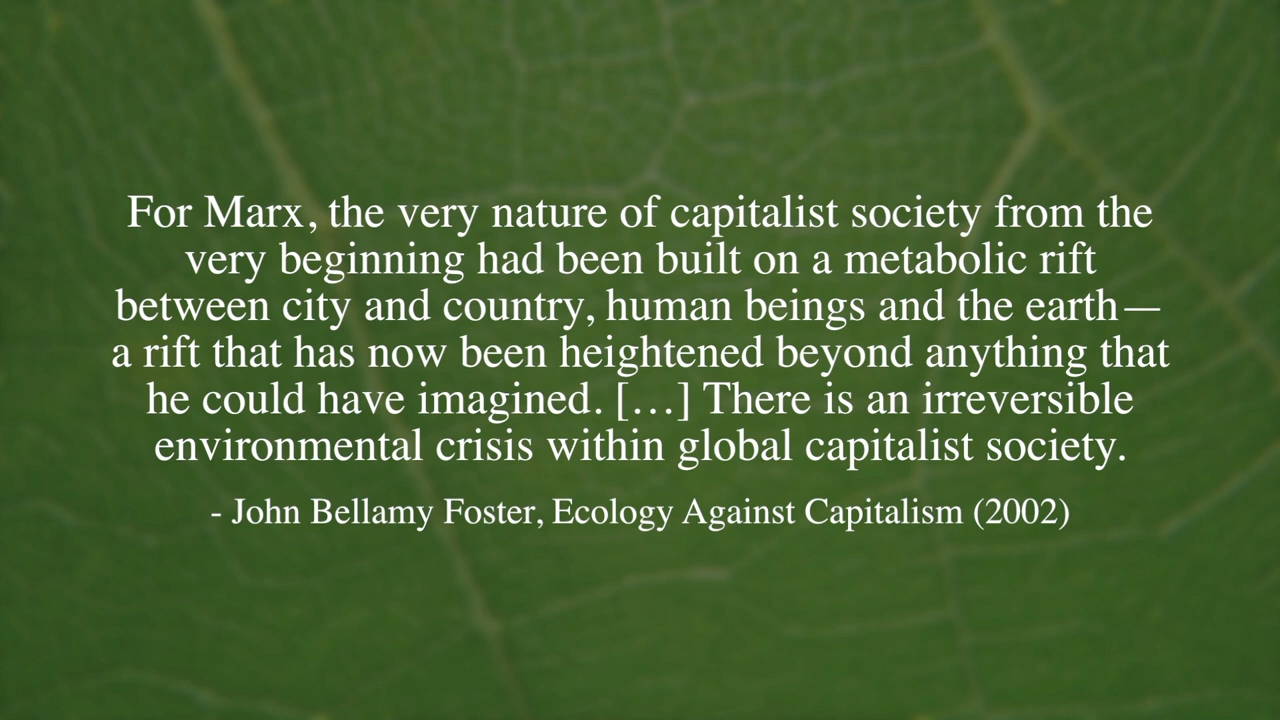 For Marx, the very nature of capitalist society from the
very beginning had been built on a metabolic rift
between city and country, human beings and the earth—
a rift that has now been heightened beyond anything that
he could have imagined. […] There is an irreversible
environmental crisis within global capitalist society.
- John Bellamy Foster, Ecology Against Capitalism (2002)